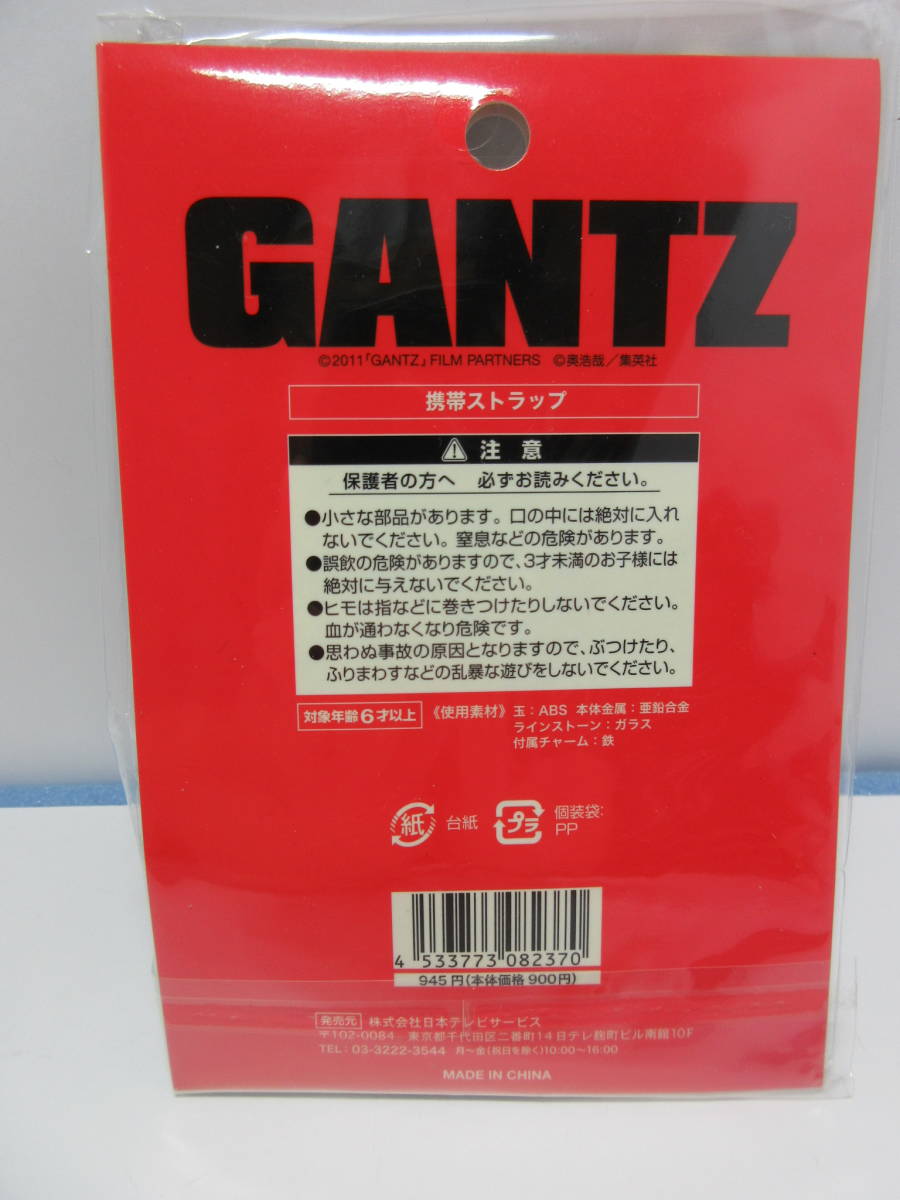 GANTZ
©2011「GANTZ」FILM PARTNERS ©奥浩哉／集英社
携帯ストラップ
注意
保護者の方へ 必ずお読みください。
●小さな部品があります。口の中には絶対に入れ
ないでください。窒息などの危険があります。
●誤飲の危険がありますので、3才未満のお子様には
絶対に与えないでください。
●ヒモは指などに巻きつけたりしないでください。
血が通わなくなり危険です。
●思わぬ事故の原因となりますので、ぶつけたり、
ふりまわすなどの乱暴な遊びをしないでください。
対象年齢6才以上 《使用素材》 玉：ABS 本体金属：亜鉛合金
ラインストーン：ガラス
付属チャーム：鉄
紙 台紙 プラ 個装袋：
PP
4 533773 082370
945円(本体価格900円)
発売元 株式会社日本テレビサービス
〒102-0084 東京都千代田区二番町14日テレ麹町ビル南館10F
TEL：03-3222-3544 月～金(祝日を除く)10:00～16:00
MADE IN CHINA